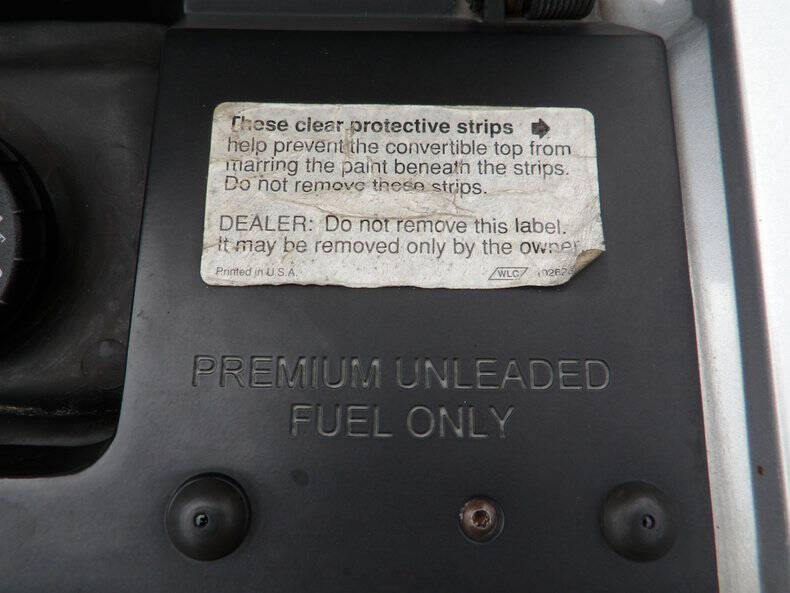 These clear protective strips
help prevent the convertible top from
marring the paint beneath the strips.
Do not remove these strips.
DEALER: Do not remove this label.
It may be removed only by the owner
Printed in U.S.A.
WLC
PREMIUM UNLEADED
FUEL ONLY